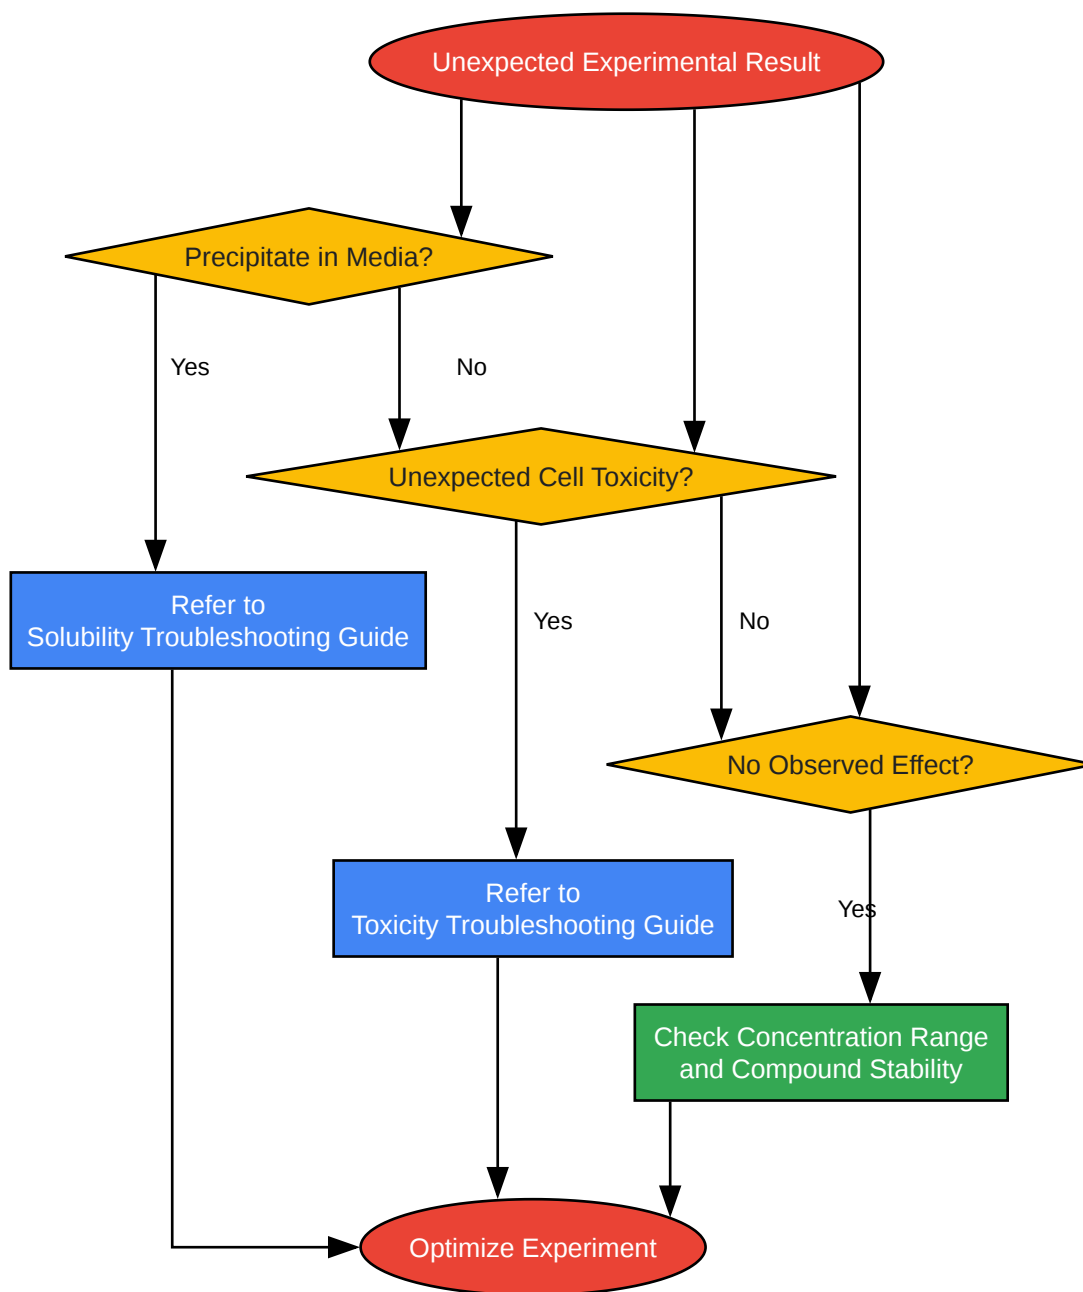 Unexpected Experimental Result
Precipitate in Media?
Yes
No
Unexpected Cell Toxicity?
Refer to
Solubility Troubleshooting Guide
Yes
No
No Observed Effect?
Refer to
Toxicity Troubleshooting Guide
Yes
Check Concentration Range
and Compound Stability
Optimize Experiment